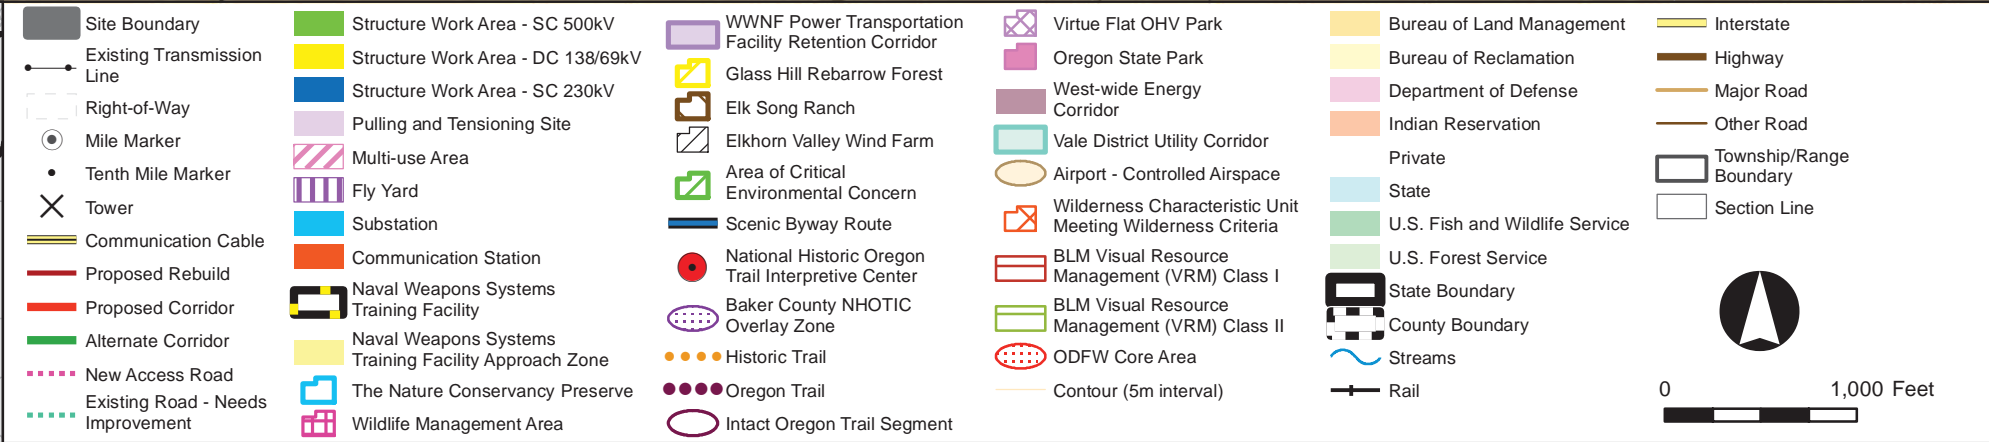 Site Boundary
Existing Transmission
Line
Right-of-Way
Mile Marker
Tenth Mile Marker
Tower
Communication Cable
Proposed Rebuild
Proposed Corridor
Alternate Corridor
New Access Road
Existing Road - Needs
Improvement
Structure Work Area - SC 500kV
Structure Work Area - DC 138/69kV
Structure Work Area - SC 230kV
Pulling and Tensioning Site
Multi-use Area
Fly Yard
Substation
Communication Station
Naval Weapons Systems
Training Facility
Naval Weapons Systems
Training Facility Approach Zone
The Nature Conservancy Preserve
Wildlife Management Area
WWNF Power Transportation
Facility Retention Corridor
Glass Hill Rebarrow Forest
Elk Song Ranch
Elkhorn Valley Wind Farm
Area of Critical
Environmental Concern
Scenic Byway Route
National Historic Oregon
Trail Interpretive Center
Baker County NHOTIC
Overlay Zone
Historic Trail
Oregon Trail
Intact Oregon Trail Segment
Virtue Flat OHV Park
Oregon State Park
West-wide Energy
Corridor
Vale District Utility Corridor
Airport - Controlled Airspace
Wilderness Characteristic Unit
Meeting Wilderness Criteria
BLM Visual Resource
Management (VRM) Class I
BLM Visual Resource
Management (VRM) Class II
ODFW Core Area
Contour (5m interval)
Bureau of Land Management
Bureau of Reclamation
Department of Defense
Indian Reservation
Private
State
U.S. Fish and Wildlife Service
U.S. Forest Service
State Boundary
County Boundary
Streams
Rail
Interstate
Highway
Major Road
Other Road
Township/Range
Boundary
Section Line
0 1,000 Feet